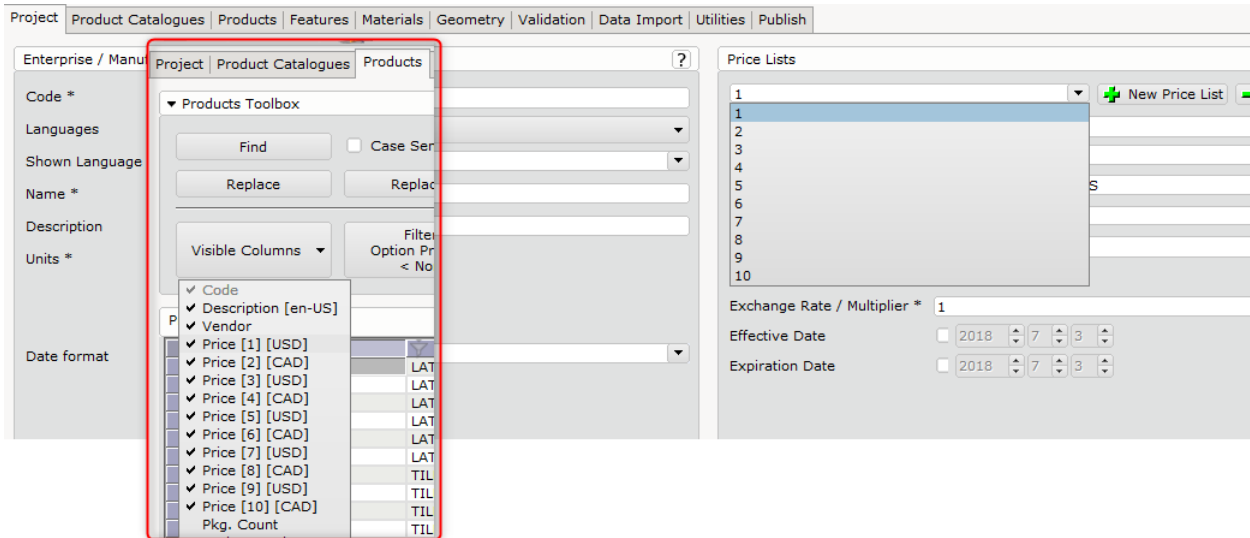 Project | Product Catalogues | Products | Features | Materials | Geometry | Validation | Data Import | Utilities | Publish
Enterprise / Manuf
?
Code *
Languages
Shown Language
Name *
Description
Units *
Date format
Project | Product Catalogues | Products
Products Toolbox
Find
Case Sen
Replace
Replac
Visible Columns
Filter
Option Pr
< No
Code
Description [en-US]
Vendor
Price [1] [USD]
Price [2] [CAD]
Price [3] [USD]
Price [4] [CAD]
Price [5] [USD]
Price [6] [CAD]
Price [7] [USD]
Price [8] [CAD]
Price [9] [USD]
Price [10] [CAD]
Pkg. Count
P
LAT
LAT
LAT
LAT
LAT
LAT
TIL
TIL
TIL
TIL
Price Lists
1
New Price List
1
2
3
4
5
6
7
8
9
10
S
Exchange Rate / Multiplier * 1
Effective Date 2018 7 3
Expiration Date 2018 7 3